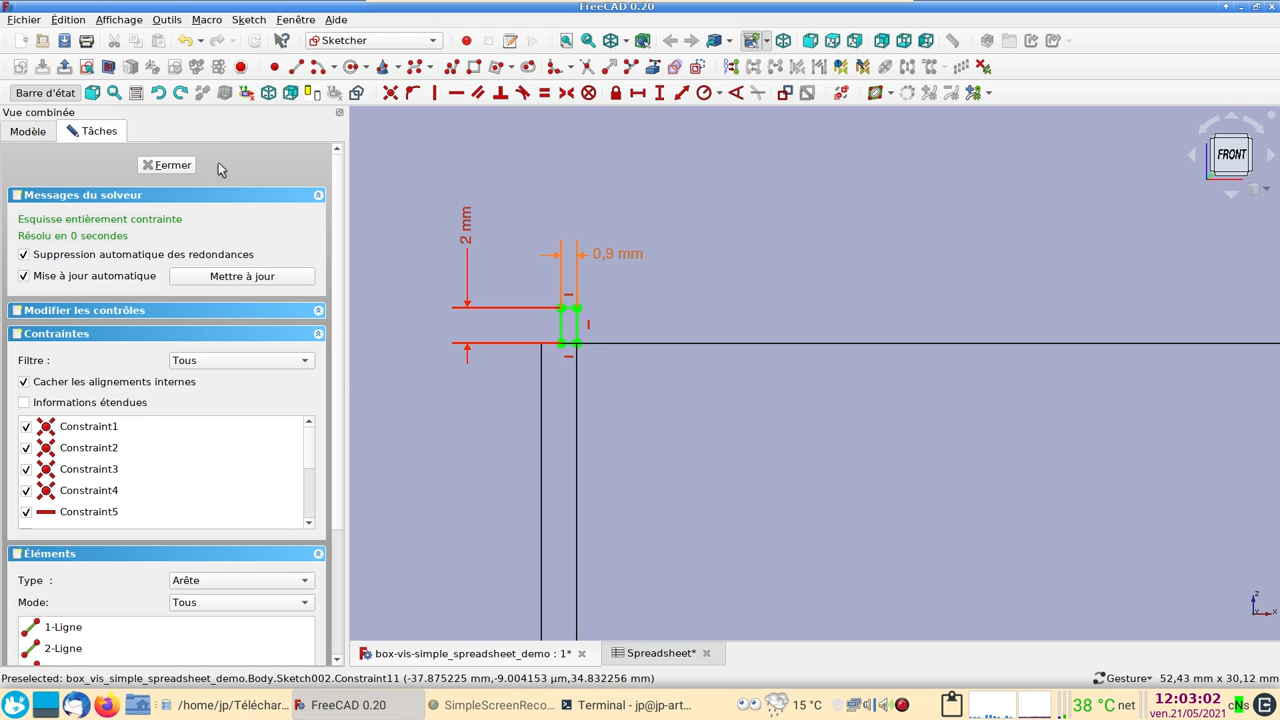 FreeCAD 0.20
Fichier Édition Affichage Outils Macro Sketch Fenêtre Aide
Sketcher
Barre d'état
Vue combinée
Modèle Tâches
Fermer
Messages du solveur
Esquisse entièrement contrainte
Résolu en 0 secondes
Suppression automatique des redondances
Mise à jour automatique Mettre à jour
Modifier les contrôles
Contraintes
Filtre : Tous
Cacher les alignements internes
Informations étendues
Constraint1
Constraint2
Constraint3
Constraint4
Constraint5
Éléments
Type : Arête
Mode: Tous
1-Ligne
2-Ligne
2 mm
0,9 mm
FRONT
z
x
box-vis-simple_spreadsheet_demo : 1* Spreadsheet*
Preselected: box_vis_simple_spreadsheet_demo.Body.Sketch002.Constraint11 (-37.875225 mm,-9.004153 µm,34.832256 mm) Gesture 52,43 mm x 30,12 mm
/home/jp/Téléchar... FreeCAD 0.20 SimpleScreenReco... Terminal - jp@jp-art... 15 °C 38 °C net 12:03:02 cNs
ven.21/05/2021